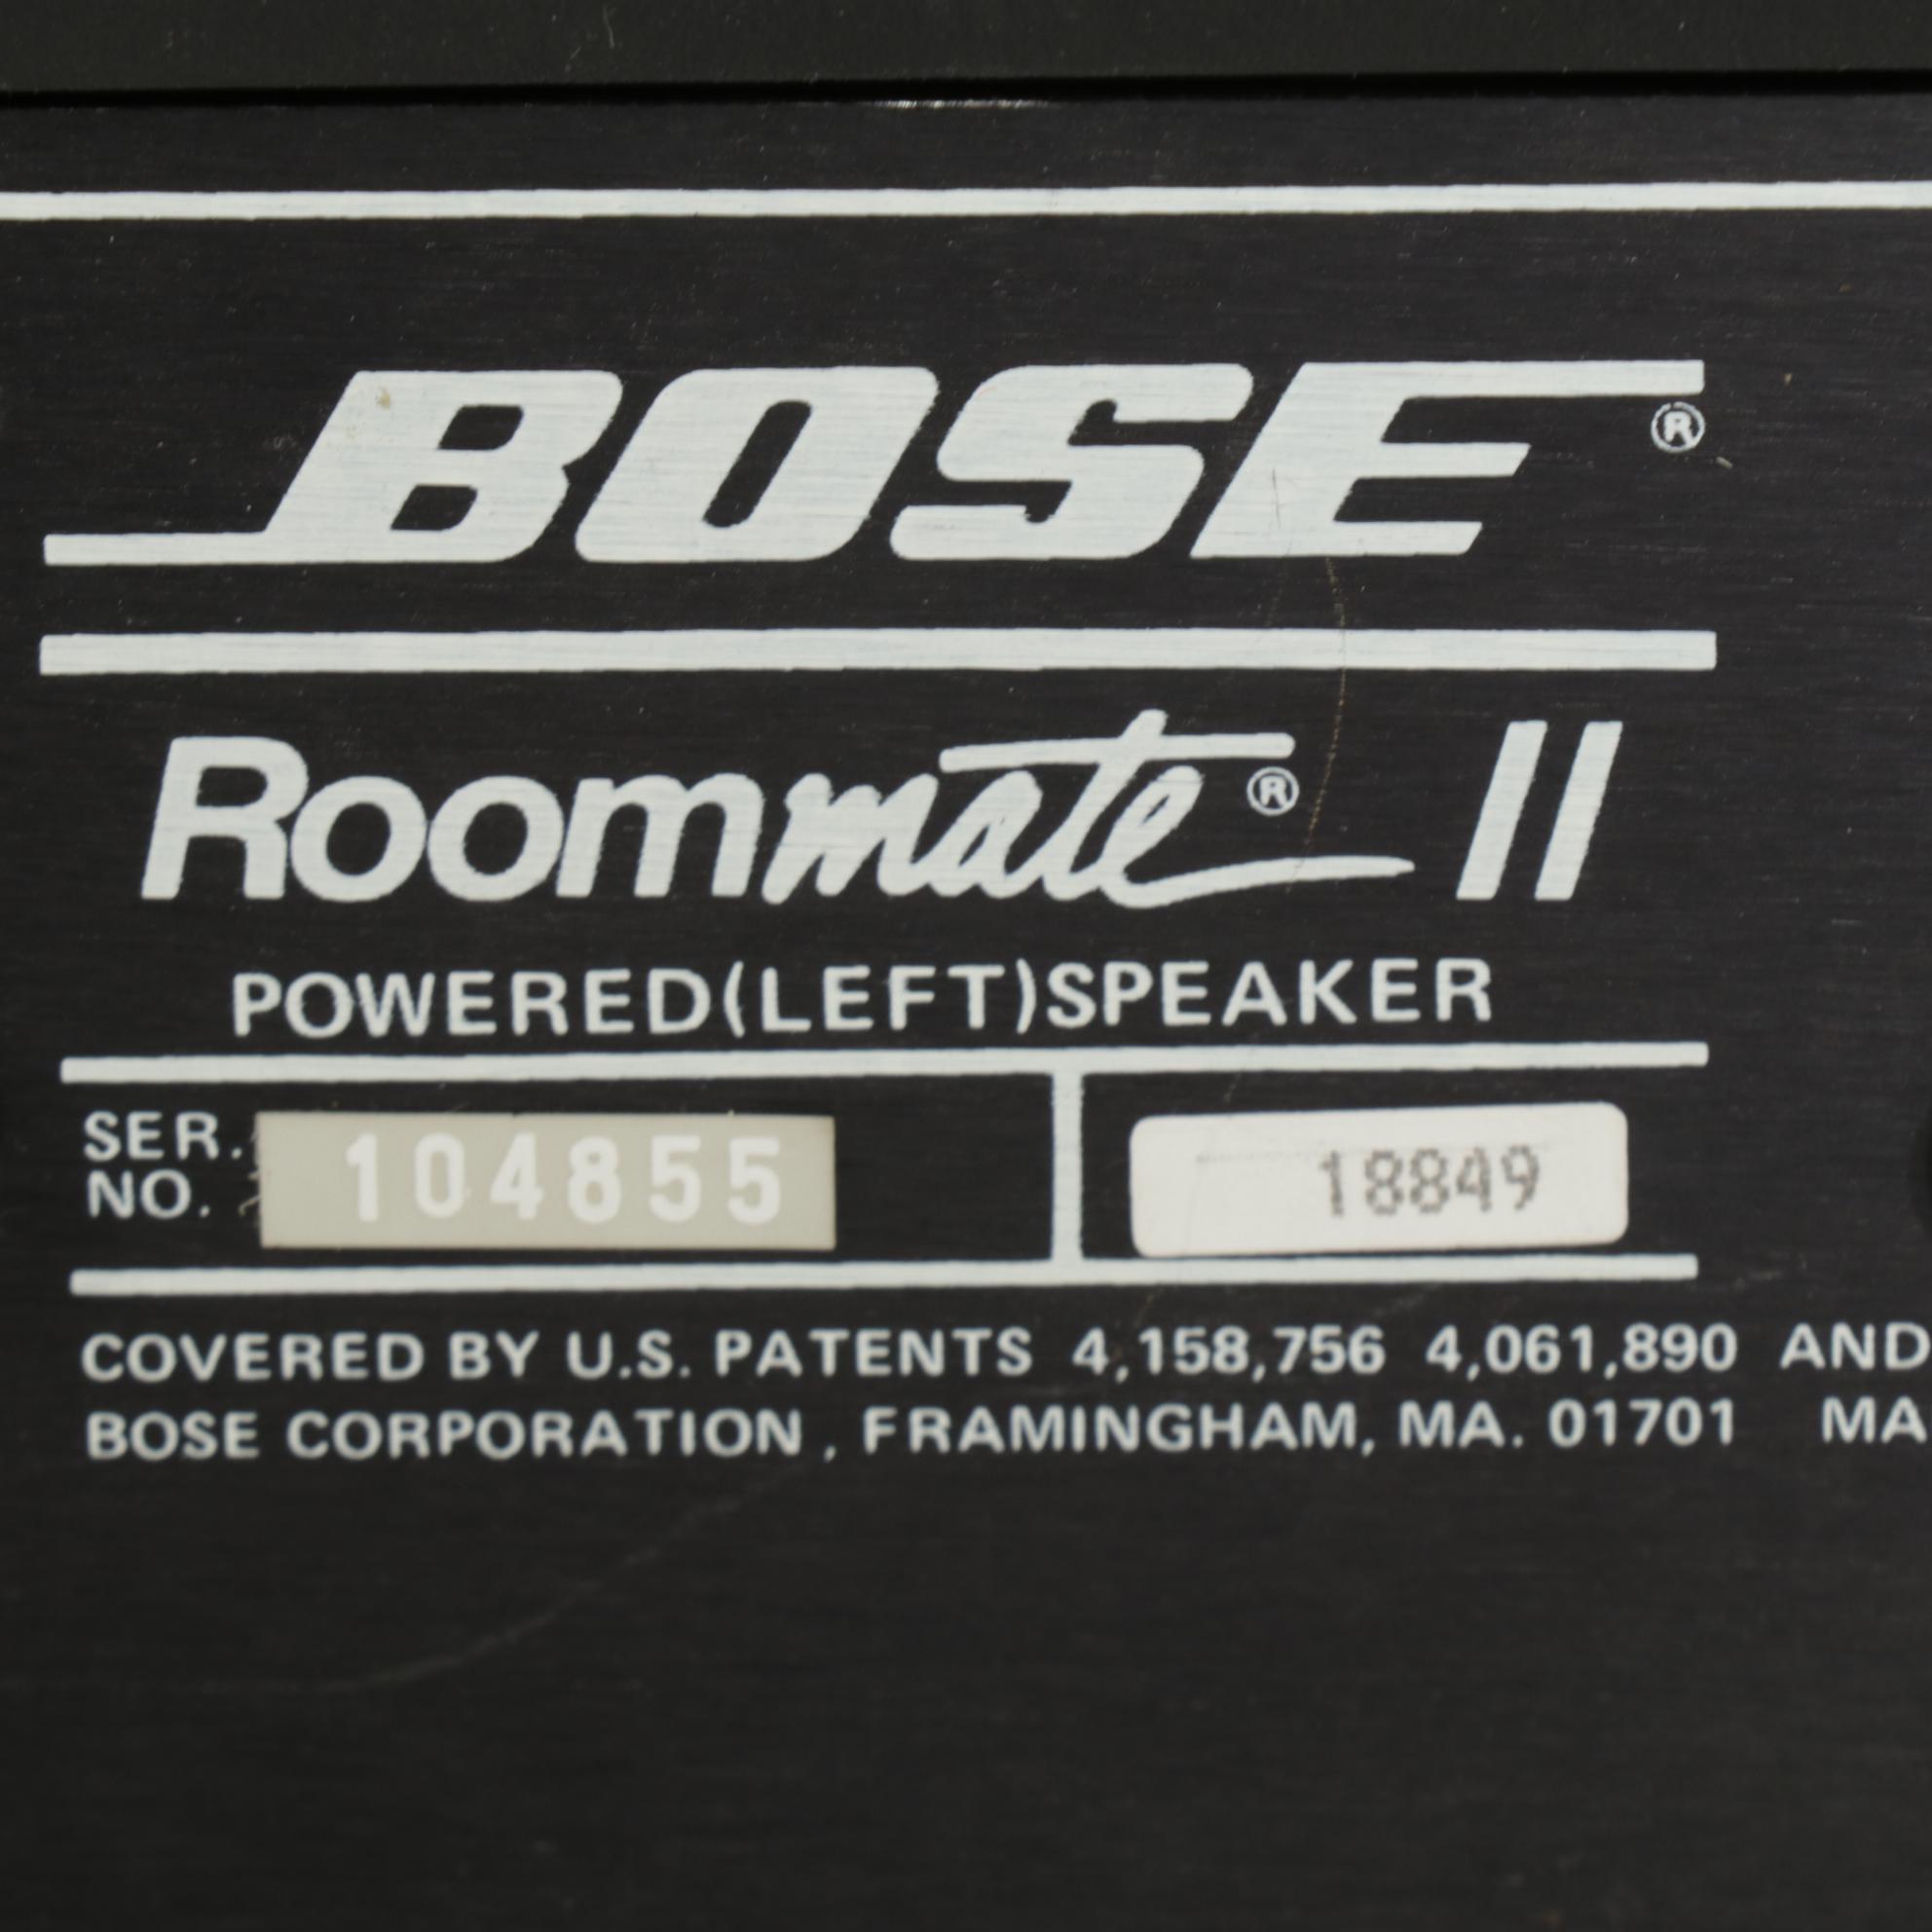 BOSE®
Roommate® II
POWERED(LEFT)SPEAKER
SER. NO. 104855 18849
COVERED BY U.S. PATENTS 4,158,756 4,061,890 AND
BOSE CORPORATION, FRAMINGHAM, MA. 01701 MA